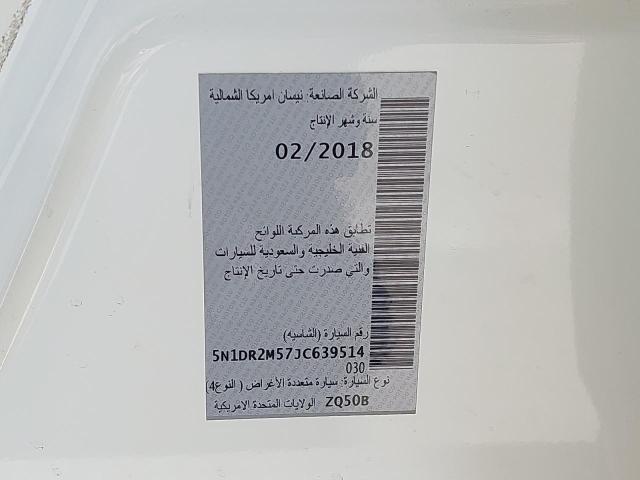 الشركة الصانعة: نيسان امريكا الشمالية
سنة وشهر الإنتاج
02/2018
تطابق هذه المركبة اللوائح
الفنية الخليجية والسعودية للسيارات
والتي صدرت حتى تاريخ الإنتاج
رقم السيارة (الشاسيه)
5N1DR2M57JC639514
030
نوع السيارة: سيارة متعددة الأغراض ( النوع4)
ZQ50B الولايات المتحدة الامريكية